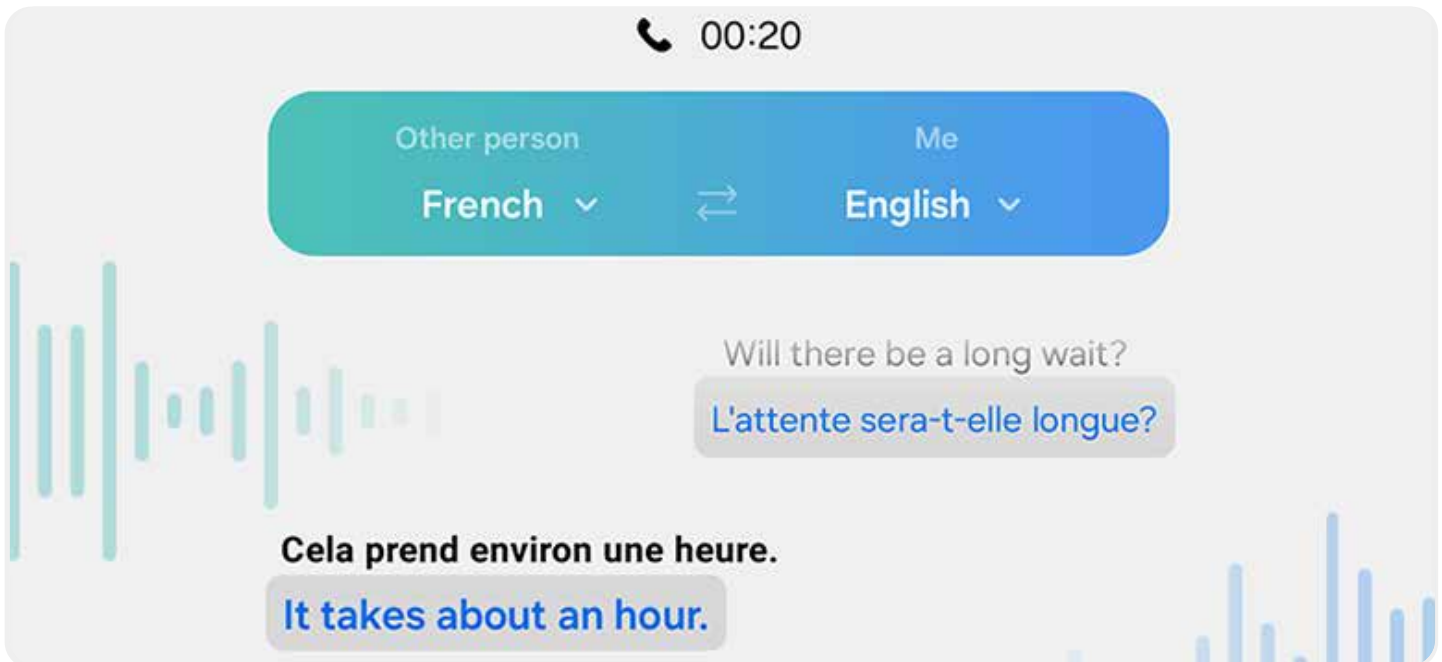 00:20
Other person
Me
French
English
Will there be a long wait?
L'attente sera-t-elle longue?
Cela prend environ une heure.
It takes about an hour.